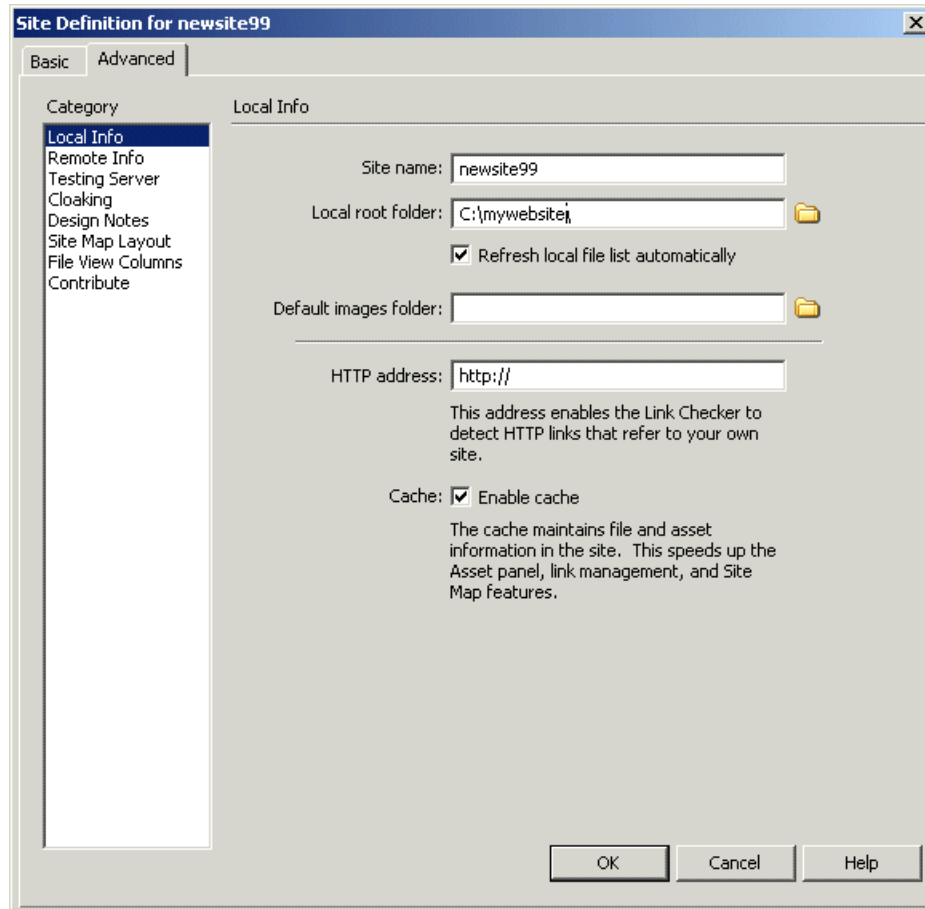 Site Definition for newsite99
Basic
Advanced
Category
Local Info
Local Info
Remote Info
Testing Server
Cloaking
Design Notes
Site Map Layout
File View Columns
Contribute
Site name:
newsite99
Local root folder:
C:\mywebsite\
Refresh local file list automatically
Default images folder:
HTTP address:
http://
This address enables the Link Checker to
detect HTTP links that refer to your own
site.
Cache:
Enable cache
The cache maintains file and asset
information in the site. This speeds up the
Asset panel, link management, and Site
Map features.
OK
Cancel
Help